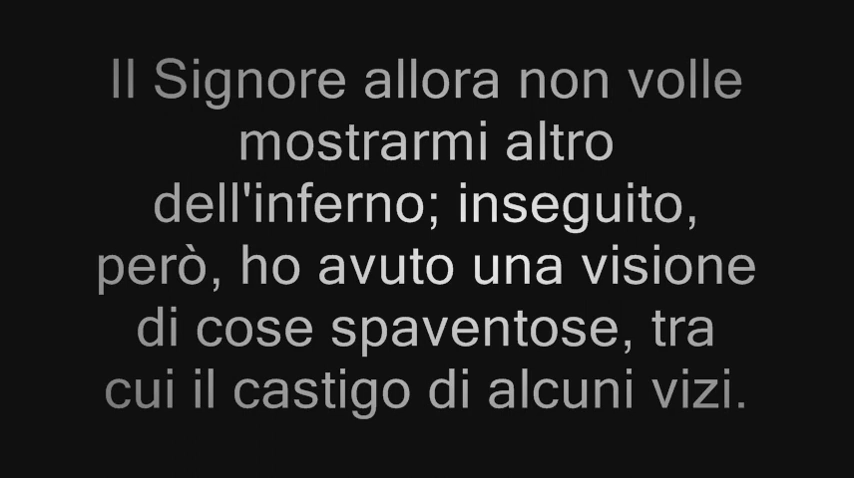 Il Signore allora non volle
mostrarmi altro
dell'inferno; inseguito,
però, ho avuto una visione
di cose spaventose, tra
cui il castigo di alcuni vizi.